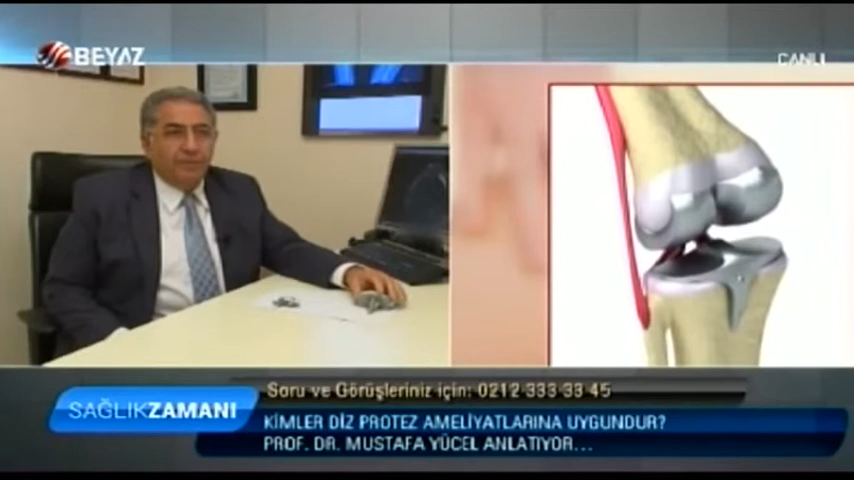 BEYAZ
CANLI
Soru ve Görüşleriniz için: 0212 333 33 45
SAĞLIKZAMANI
KİMLER DİZ PROTEZ AMELİYATLARINA UYGUNDUR?
PROF. DR. MUSTAFA YÜCEL ANLATIYOR...